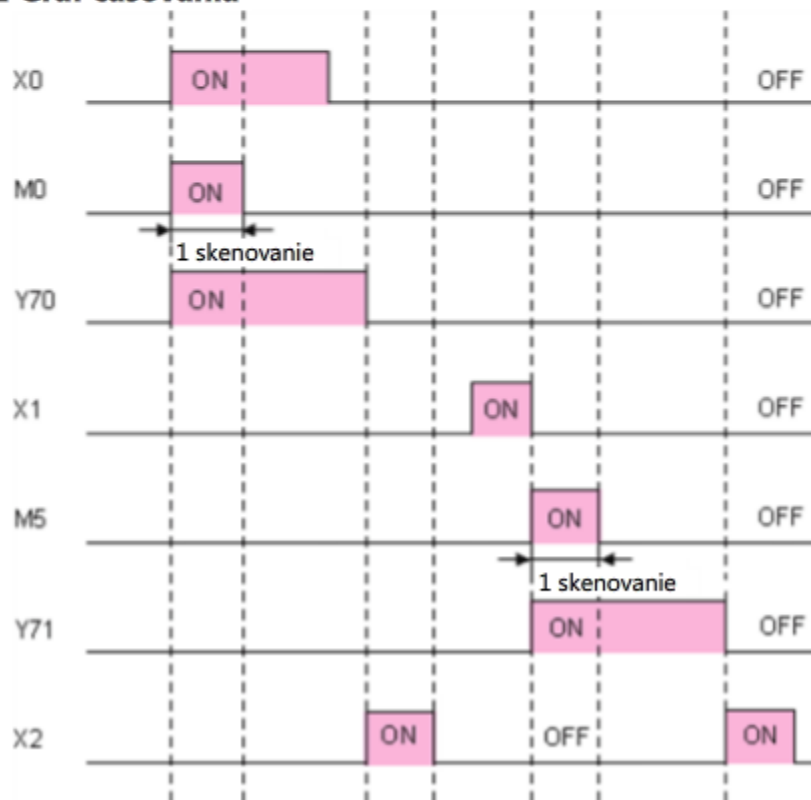 X0 ON OFF
M0 ON OFF
1 skenovanie
Y70 ON OFF
X1 ON OFF
M5 ON OFF
1 skenovanie
Y71 ON OFF
X2 ON OFF ON